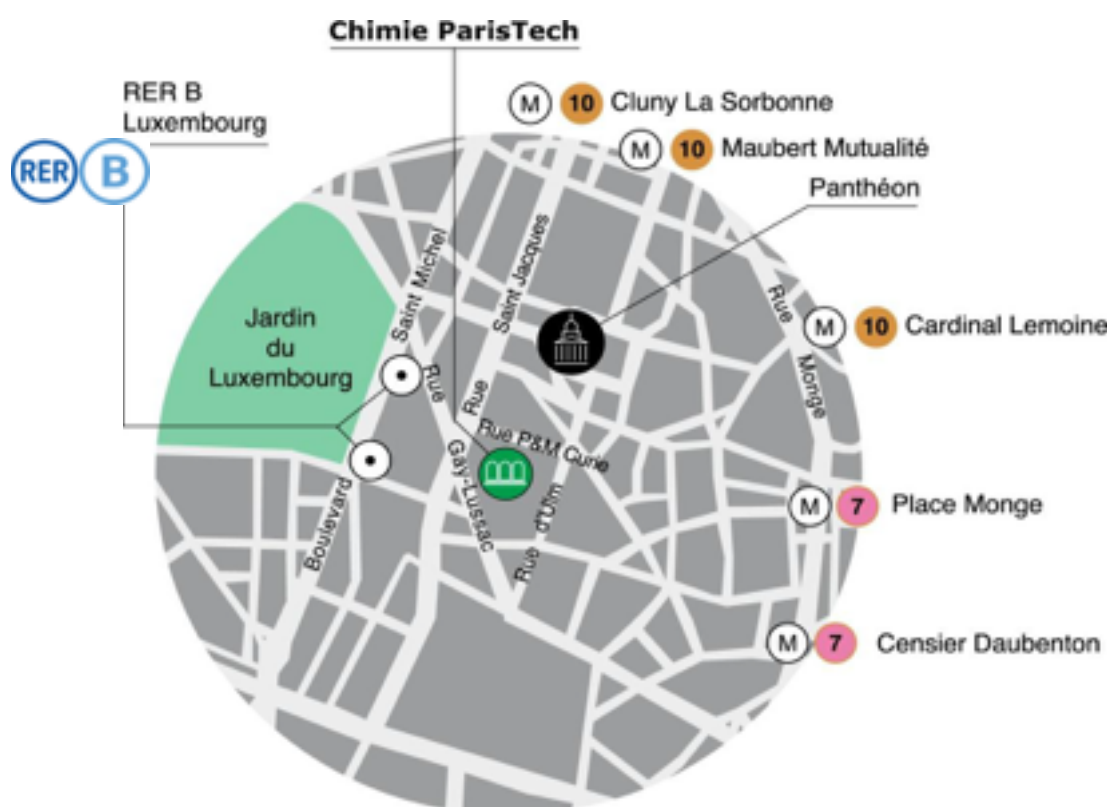 Chimie ParisTech
RER B
Luxembourg
RER B
M 10 Cluny La Sorbonne
M 10 Maubert Mutualité
Panthéon
Jardin
du
Luxembourg
Boulevard Saint Michel
Rue Saint Jacques
Rue Gay-Lussac
Rue P&M Curie
Rue d'Ulm
Rue Monge
M 10 Cardinal Lemoine
M 7 Place Monge
M 7 Censier Daubenton